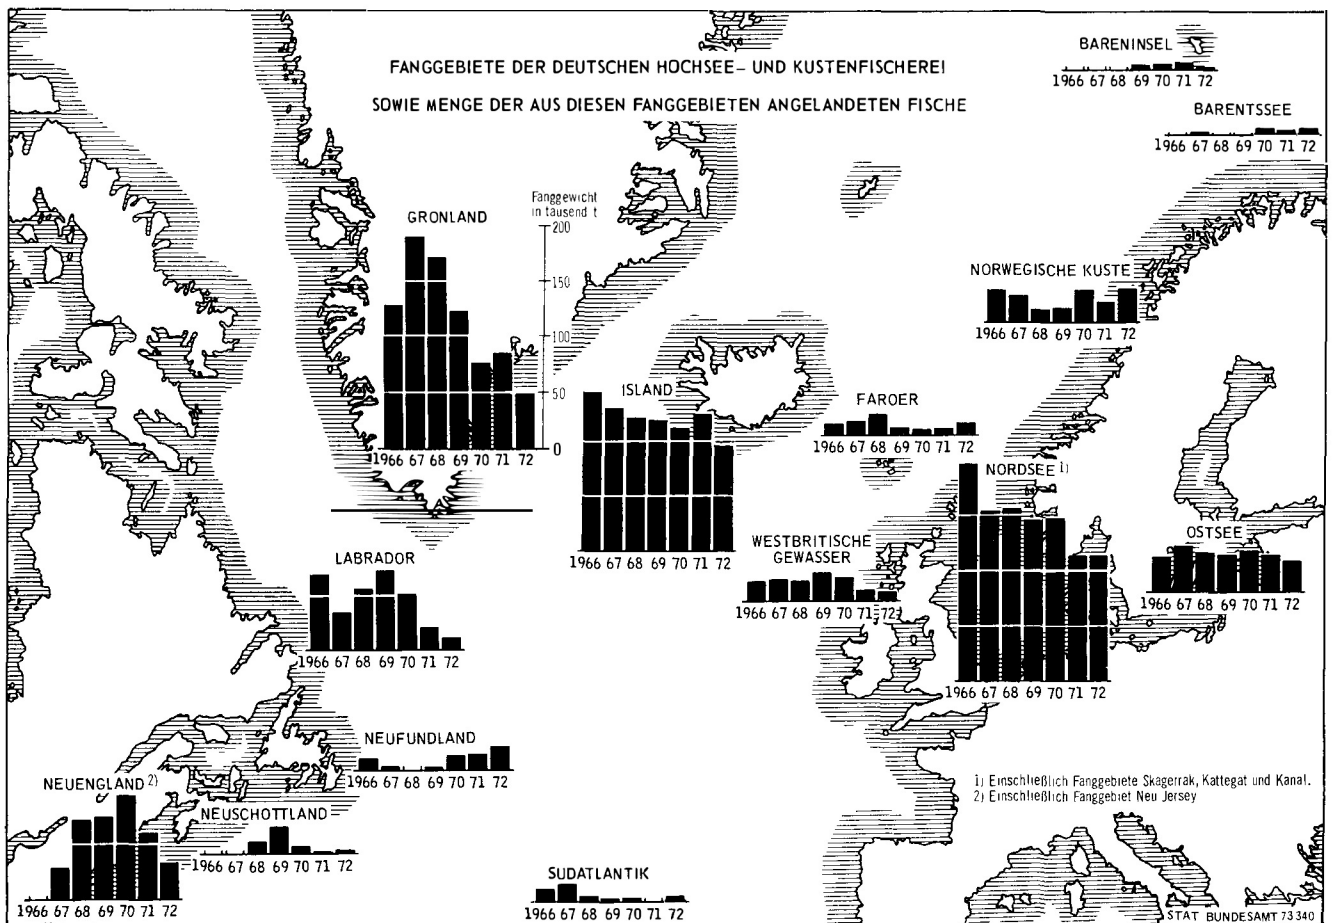 FANGGEBIETE DER DEUTSCHEN HOCHSEE- UND KUSTENFISCHEREI
SOWIE MENGE DER AUS DIESEN FANGGEBIETEN ANGELANDETEN FISCHE
BARENINSEL
1966 67 68 69 70 71 72
BARENTSSEE
1966 67 68 69 70 71 72
Fanggewicht
in tausend t
200
150
100
50
0
GRONLAND
1966 67 68 69 70 71 72
NORWEGISCHE KUSTE
1966 67 68 69 70 71 72
ISLAND
1966 67 68 69 70 71 72
FAROER
1966 67 68 69 70 71 72
NORDSEE 1)
1966 67 68 69 70 71 72
OSTSEE
1966 67 68 69 70 71 72
WESTBRITISCHE
GEWASSER
1966 67 68 69 70 71 72
LABRADOR
1966 67 68 69 70 71 72
NEUFUNDLAND
1966 67 68 69 70 71 72
NEUENGLAND 2)
1966 67 68 69 70 71 72
NEUSCHOTTLAND
1966 67 68 69 70 71 72
SUDATLANTIK
1966 67 68 69 70 71 72
1) Einschließlich Fanggebiete Skagerrak, Kattegat und Kanal.
2) Einschließlich Fanggebiet Neu Jersey
STAT BUNDESAMT 73 340